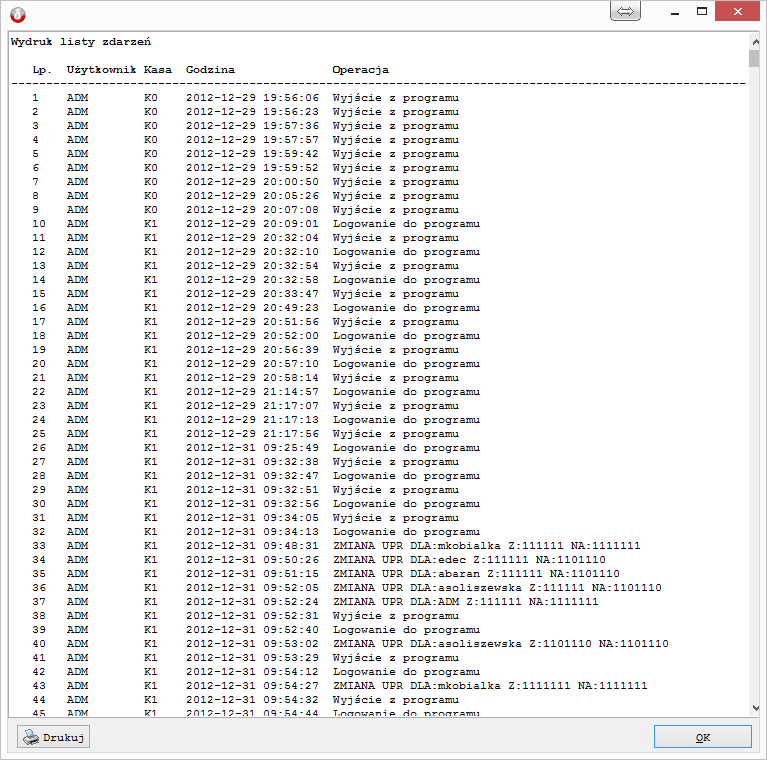 Wydruk listy zdarzeń
Lp. Użytkownik Kasa Godzina Operacja
1 ADM K0 2012-12-29 19:56:06 Wyjście z programu
2 ADM K0 2012-12-29 19:56:23 Wyjście z programu
3 ADM K0 2012-12-29 19:57:36 Wyjście z programu
4 ADM K0 2012-12-29 19:57:57 Wyjście z programu
5 ADM K0 2012-12-29 19:59:42 Wyjście z programu
6 ADM K0 2012-12-29 19:59:52 Wyjście z programu
7 ADM K0 2012-12-29 20:00:50 Wyjście z programu
8 ADM K0 2012-12-29 20:05:26 Wyjście z programu
9 ADM K0 2012-12-29 20:07:08 Wyjście z programu
10 ADM K1 2012-12-29 20:09:01 Logowanie do programu
11 ADM K1 2012-12-29 20:32:04 Wyjście z programu
12 ADM K1 2012-12-29 20:32:10 Logowanie do programu
13 ADM K1 2012-12-29 20:32:54 Wyjście z programu
14 ADM K1 2012-12-29 20:32:58 Logowanie do programu
15 ADM K1 2012-12-29 20:33:47 Wyjście z programu
16 ADM K1 2012-12-29 20:49:23 Logowanie do programu
17 ADM K1 2012-12-29 20:51:56 Wyjście z programu
18 ADM K1 2012-12-29 20:52:00 Logowanie do programu
19 ADM K1 2012-12-29 20:56:39 Wyjście z programu
20 ADM K1 2012-12-29 20:57:10 Logowanie do programu
21 ADM K1 2012-12-29 20:58:14 Wyjście z programu
22 ADM K1 2012-12-29 21:14:57 Logowanie do programu
23 ADM K1 2012-12-29 21:17:07 Wyjście z programu
24 ADM K1 2012-12-29 21:17:13 Logowanie do programu
25 ADM K1 2012-12-29 21:17:56 Wyjście z programu
26 ADM K1 2012-12-31 09:25:49 Logowanie do programu
27 ADM K1 2012-12-31 09:32:38 Wyjście z programu
28 ADM K1 2012-12-31 09:32:47 Logowanie do programu
29 ADM K1 2012-12-31 09:32:51 Wyjście z programu
30 ADM K1 2012-12-31 09:32:56 Logowanie do programu
31 ADM K1 2012-12-31 09:34:05 Wyjście z programu
32 ADM K1 2012-12-31 09:34:13 Logowanie do programu
33 ADM K1 2012-12-31 09:48:31 ZMIANA UPR DLA:mkobialka Z:111111 NA:1111111
34 ADM K1 2012-12-31 09:50:26 ZMIANA UPR DLA:edec Z:111111 NA:1101110
35 ADM K1 2012-12-31 09:51:15 ZMIANA UPR DLA:abaran Z:111111 NA:1101110
36 ADM K1 2012-12-31 09:52:05 ZMIANA UPR DLA:asoliszewska Z:111111 NA:1101110
37 ADM K1 2012-12-31 09:52:24 ZMIANA UPR DLA:ADM Z:111111 NA:1111111
38 ADM K1 2012-12-31 09:52:31 Wyjście z programu
39 ADM K1 2012-12-31 09:52:40 Logowanie do programu
40 ADM K1 2012-12-31 09:53:02 ZMIANA UPR DLA:asoliszewska Z:1101110 NA:1101110
41 ADM K1 2012-12-31 09:53:29 Wyjście z programu
42 ADM K1 2012-12-31 09:54:12 Logowanie do programu
43 ADM K1 2012-12-31 09:54:27 ZMIANA UPR DLA:mkobialka Z:1111111 NA:1111111
44 ADM K1 2012-12-31 09:54:32 Wyjście z programu
45 ADM K1 2012-12-31 09:54:44 Logowanie do programu
Drukuj OK